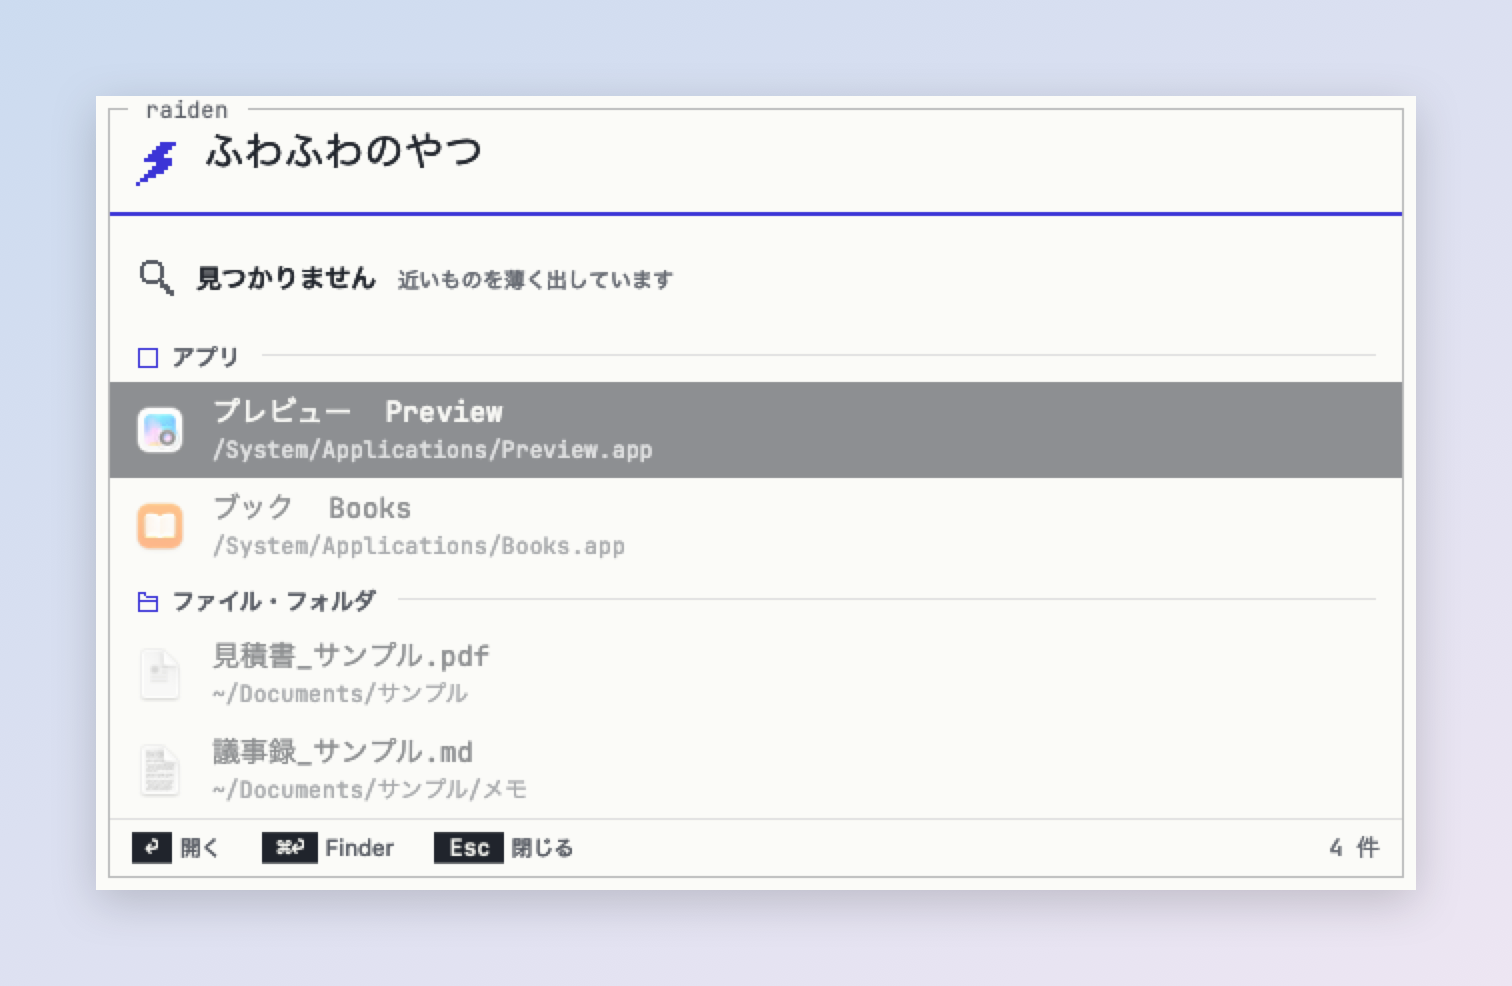 raiden
ふわふわのやつ
見つかりません 近いものを薄く出しています
アプリ
プレビュー Preview
/System/Applications/Preview.app
ブック Books
/System/Applications/Books.app
ファイル・フォルダ
見積書_サンプル.pdf
~/Documents/サンプル
議事録_サンプル.md
~/Documents/サンプル/メモ
⏎ 開く ⌘⏎ Finder Esc 閉じる 4 件